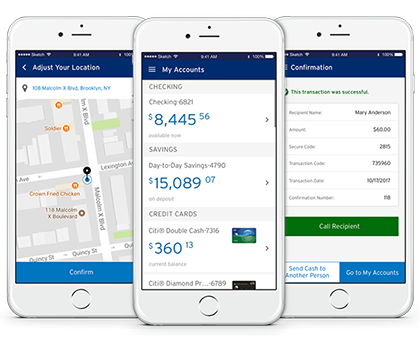 Sketch 9:41 AM 100%
Adjust Your Location
108 Malcolm X Blvd, Brooklyn, NY
Soldier
Malcolm X Blvd
Lexington Ave
Ave
Crown Fried Chicken
118 Malcolm
X Boulevard
Malcolm X Blvd
Quincy St
Quincy St
Confirm
Sketch 9:41 AM 100%
My Accounts
CHECKING
Checking-6821
$8,445 56
available now
SAVINGS
Day-to-Day Savings-4790
$15,089 07
on deposit
CREDIT CARDS
Citi® Double Cash-7316
$360 13
current balance
Citi® Diamond Pr...-6789
Sketch 9:41 AM 100%
Confirmation
This transaction was successful.
Recipient Name: Mary Anderson
Amount: $60.00
Secure Code: 2815
Transaction Code: 735960
Transaction Date: 10/17/2017
Confirmation Number: 118
Call Recipient
Send Cash to
Another Person
Go to My Accounts